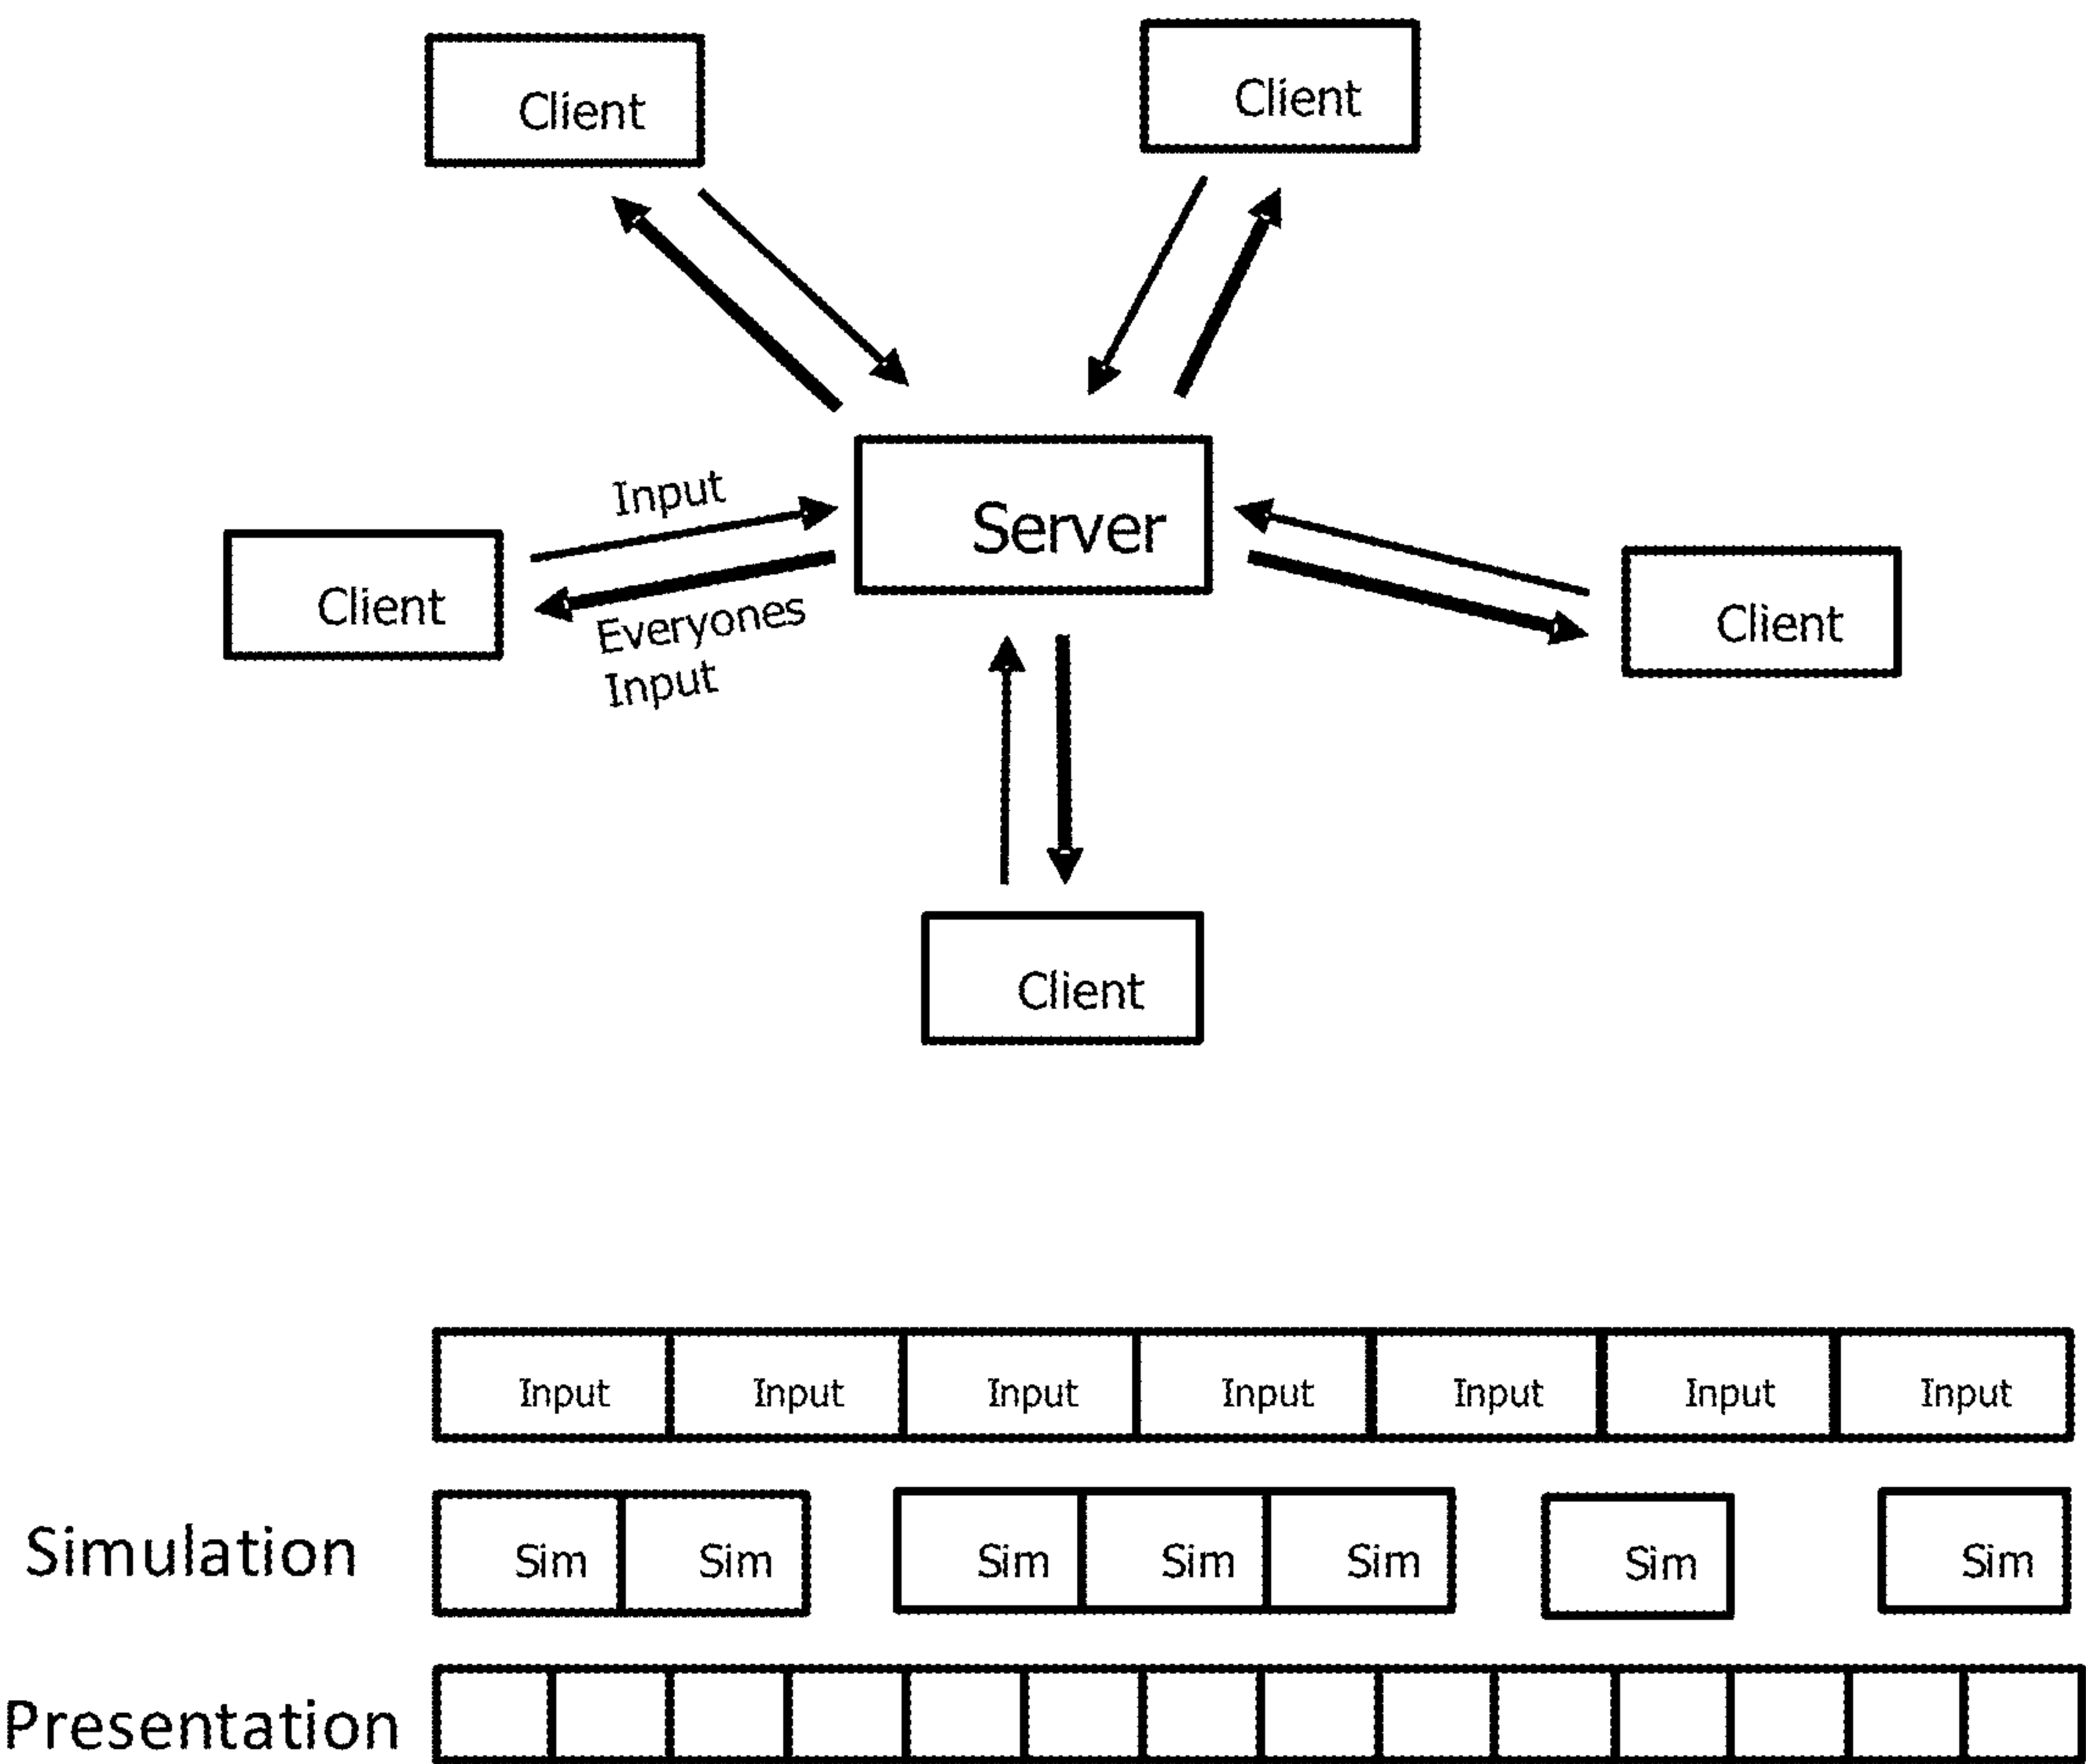 Client
Client
Input
Server
Client
Everyones
Input
Client
Client
Input Input Input Input Input Input Input
Simulation Sim Sim Sim Sim Sim Sim Sim
Presentation